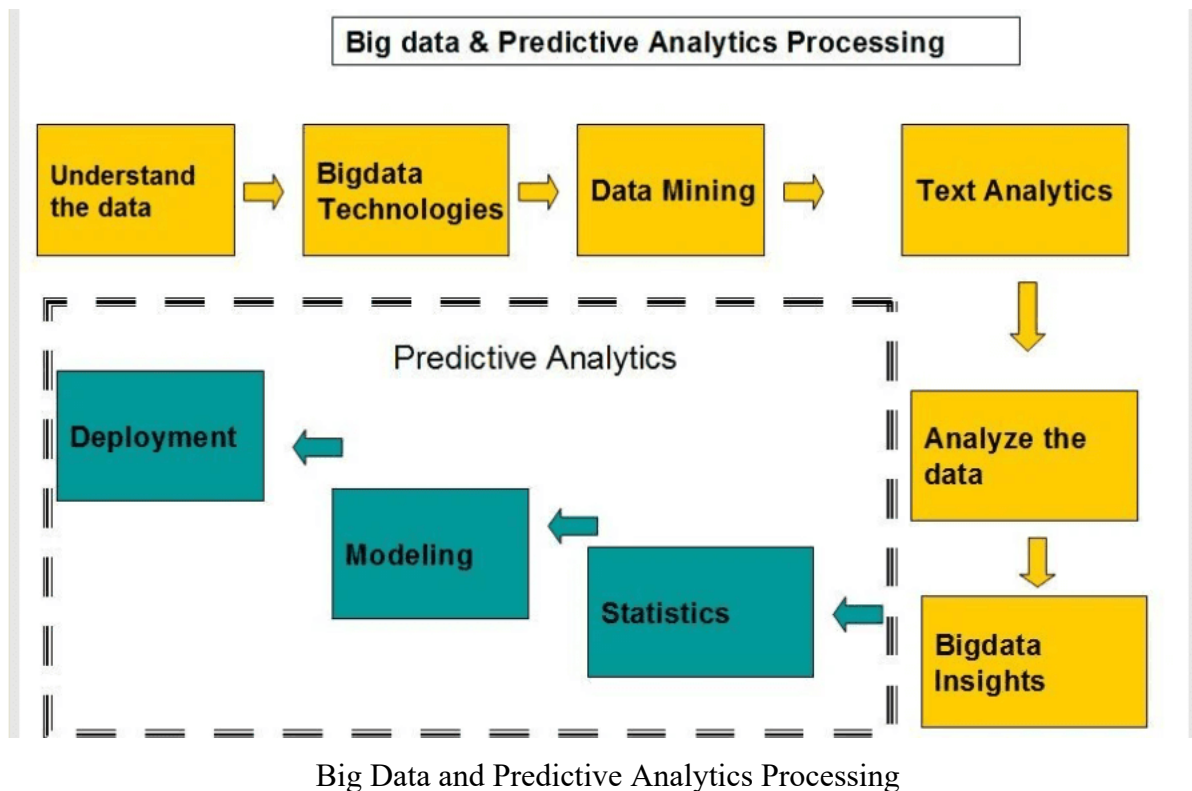 Big data & Predictive Analytics Processing
Understand
the data
Bigdata
Technologies
Data Mining
Text Analytics
Predictive Analytics
Deployment
Modeling
Statistics
Analyze the
data
Bigdata
Insights
Big Data and Predictive Analytics Processing